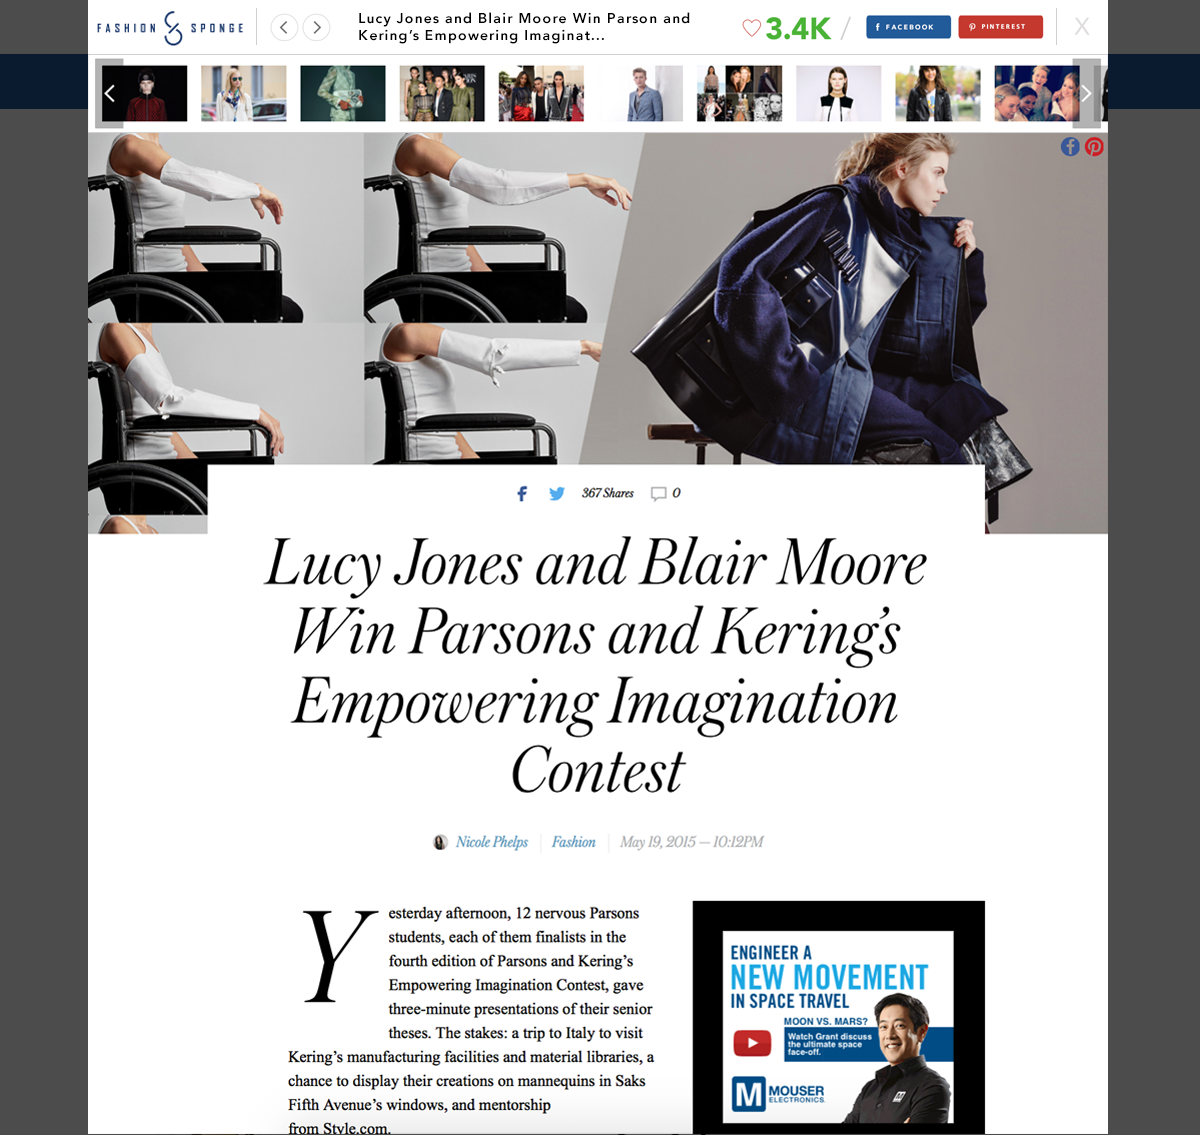 FASHION SPONGE
Lucy Jones and Blair Moore Win Parson and
Kering's Empowering Imaginat...
3.4K /
f FACEBOOK
PINTEREST
X
367 Shares
0
Lucy Jones and Blair Moore
Win Parsons and Kering's
Empowering Imagination
Contest
Nicole Phelps
Fashion
May 19, 2015 — 10:12PM
Yesterday afternoon, 12 nervous Parsons
students, each of them finalists in the
fourth edition of Parsons and Kering's
Empowering Imagination Contest, gave
three-minute presentations of their senior
theses. The stakes: a trip to Italy to visit
Kering's manufacturing facilities and material libraries, a
chance to display their creations on mannequins in Saks
Fifth Avenue's windows, and mentorship
from Style.com.
ENGINEER A
NEW MOVEMENT
IN SPACE TRAVEL
MOON VS. MARS?
Watch Grant discuss
the ultimate space
face-off.
M MOUSER
ELECTRONICS